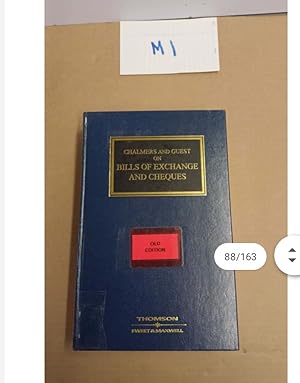 M1
CHALMERS AND GUEST
ON
BILLS OF EXCHANGE
AND CHEQUES
OLD
EDITION
88/163
THOMSON
SWEET & MAXWELL